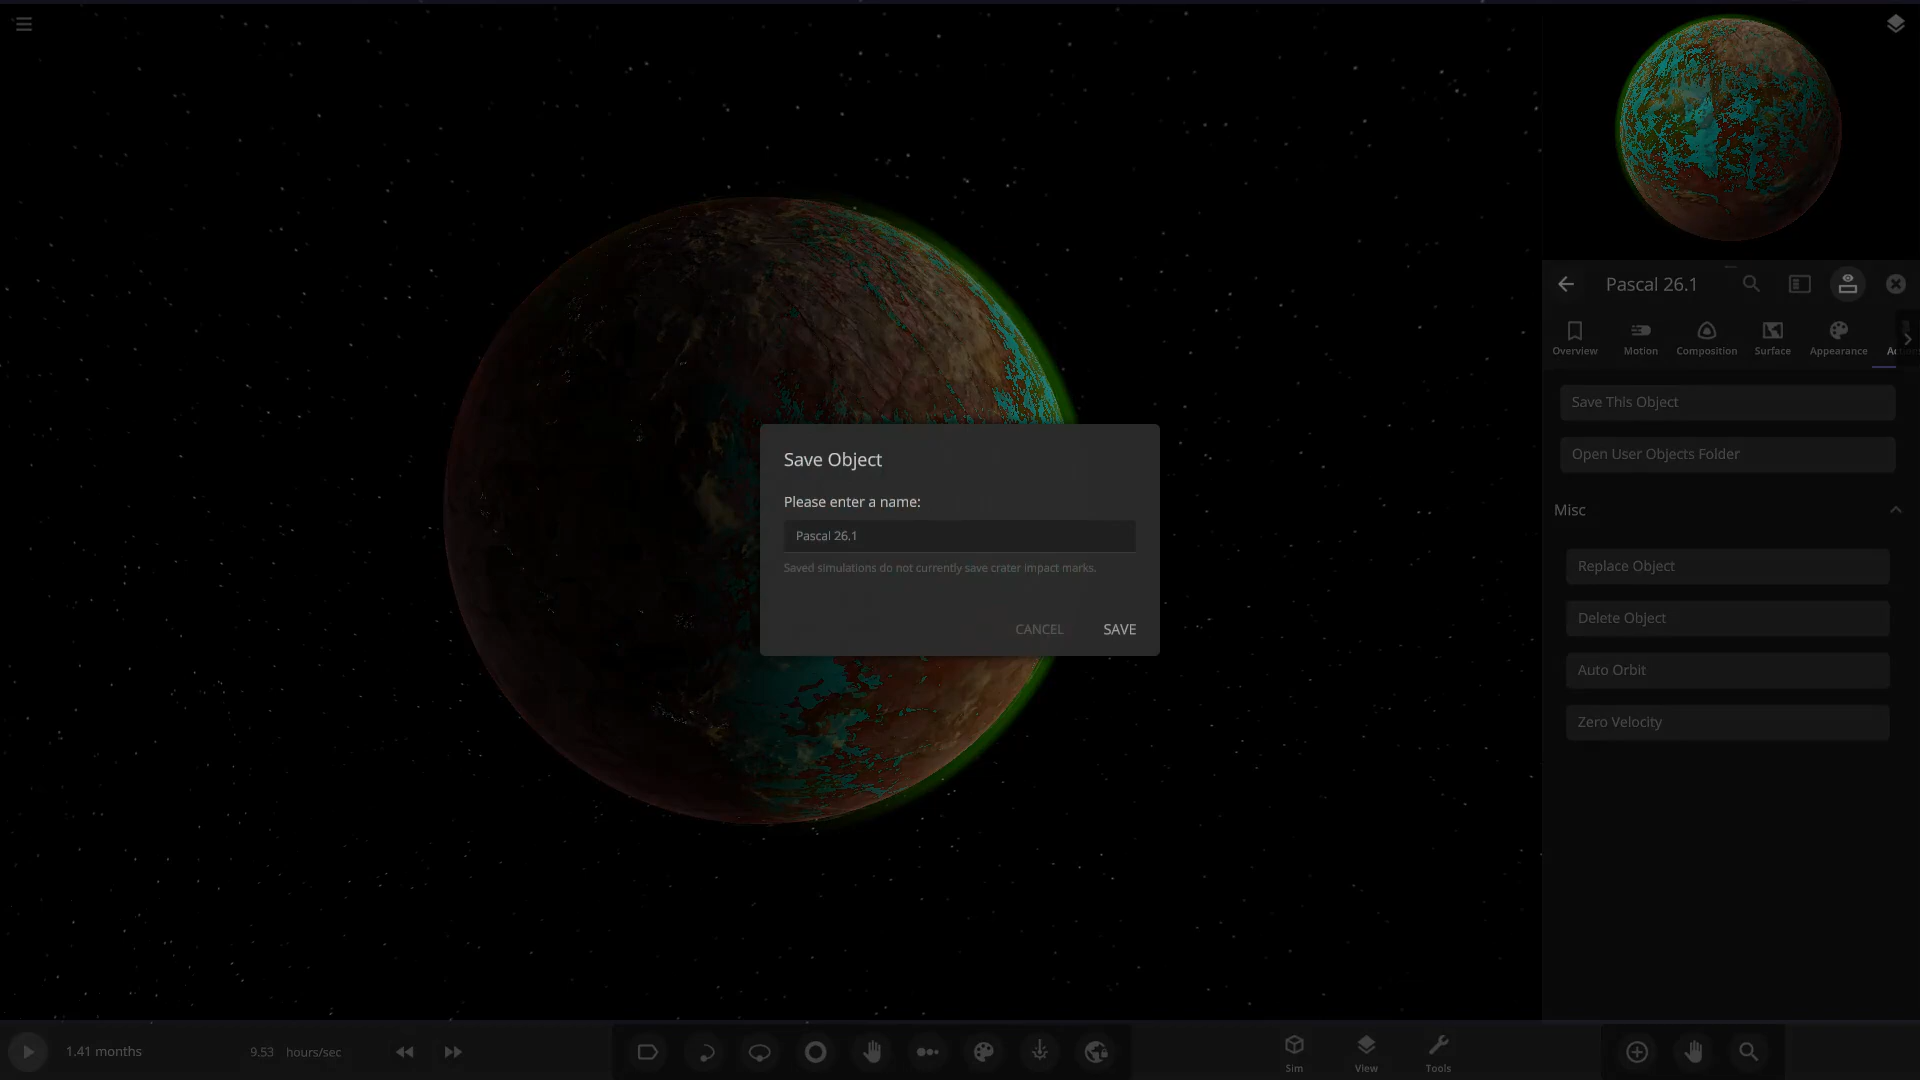 Pascal 26.1
Overview
Motion
Composition
Surface
Appearance
Save This Object
Open User Objects Folder
Misc
Replace Object
Delete Object
Auto Orbit
Zero Velocity
Save Object
Please enter a name:
Pascal 26.1
Saved simulations do not currently save crater impact marks.
CANCEL SAVE
1.41 months
9.53 hours/sec
Sim
View
Tools